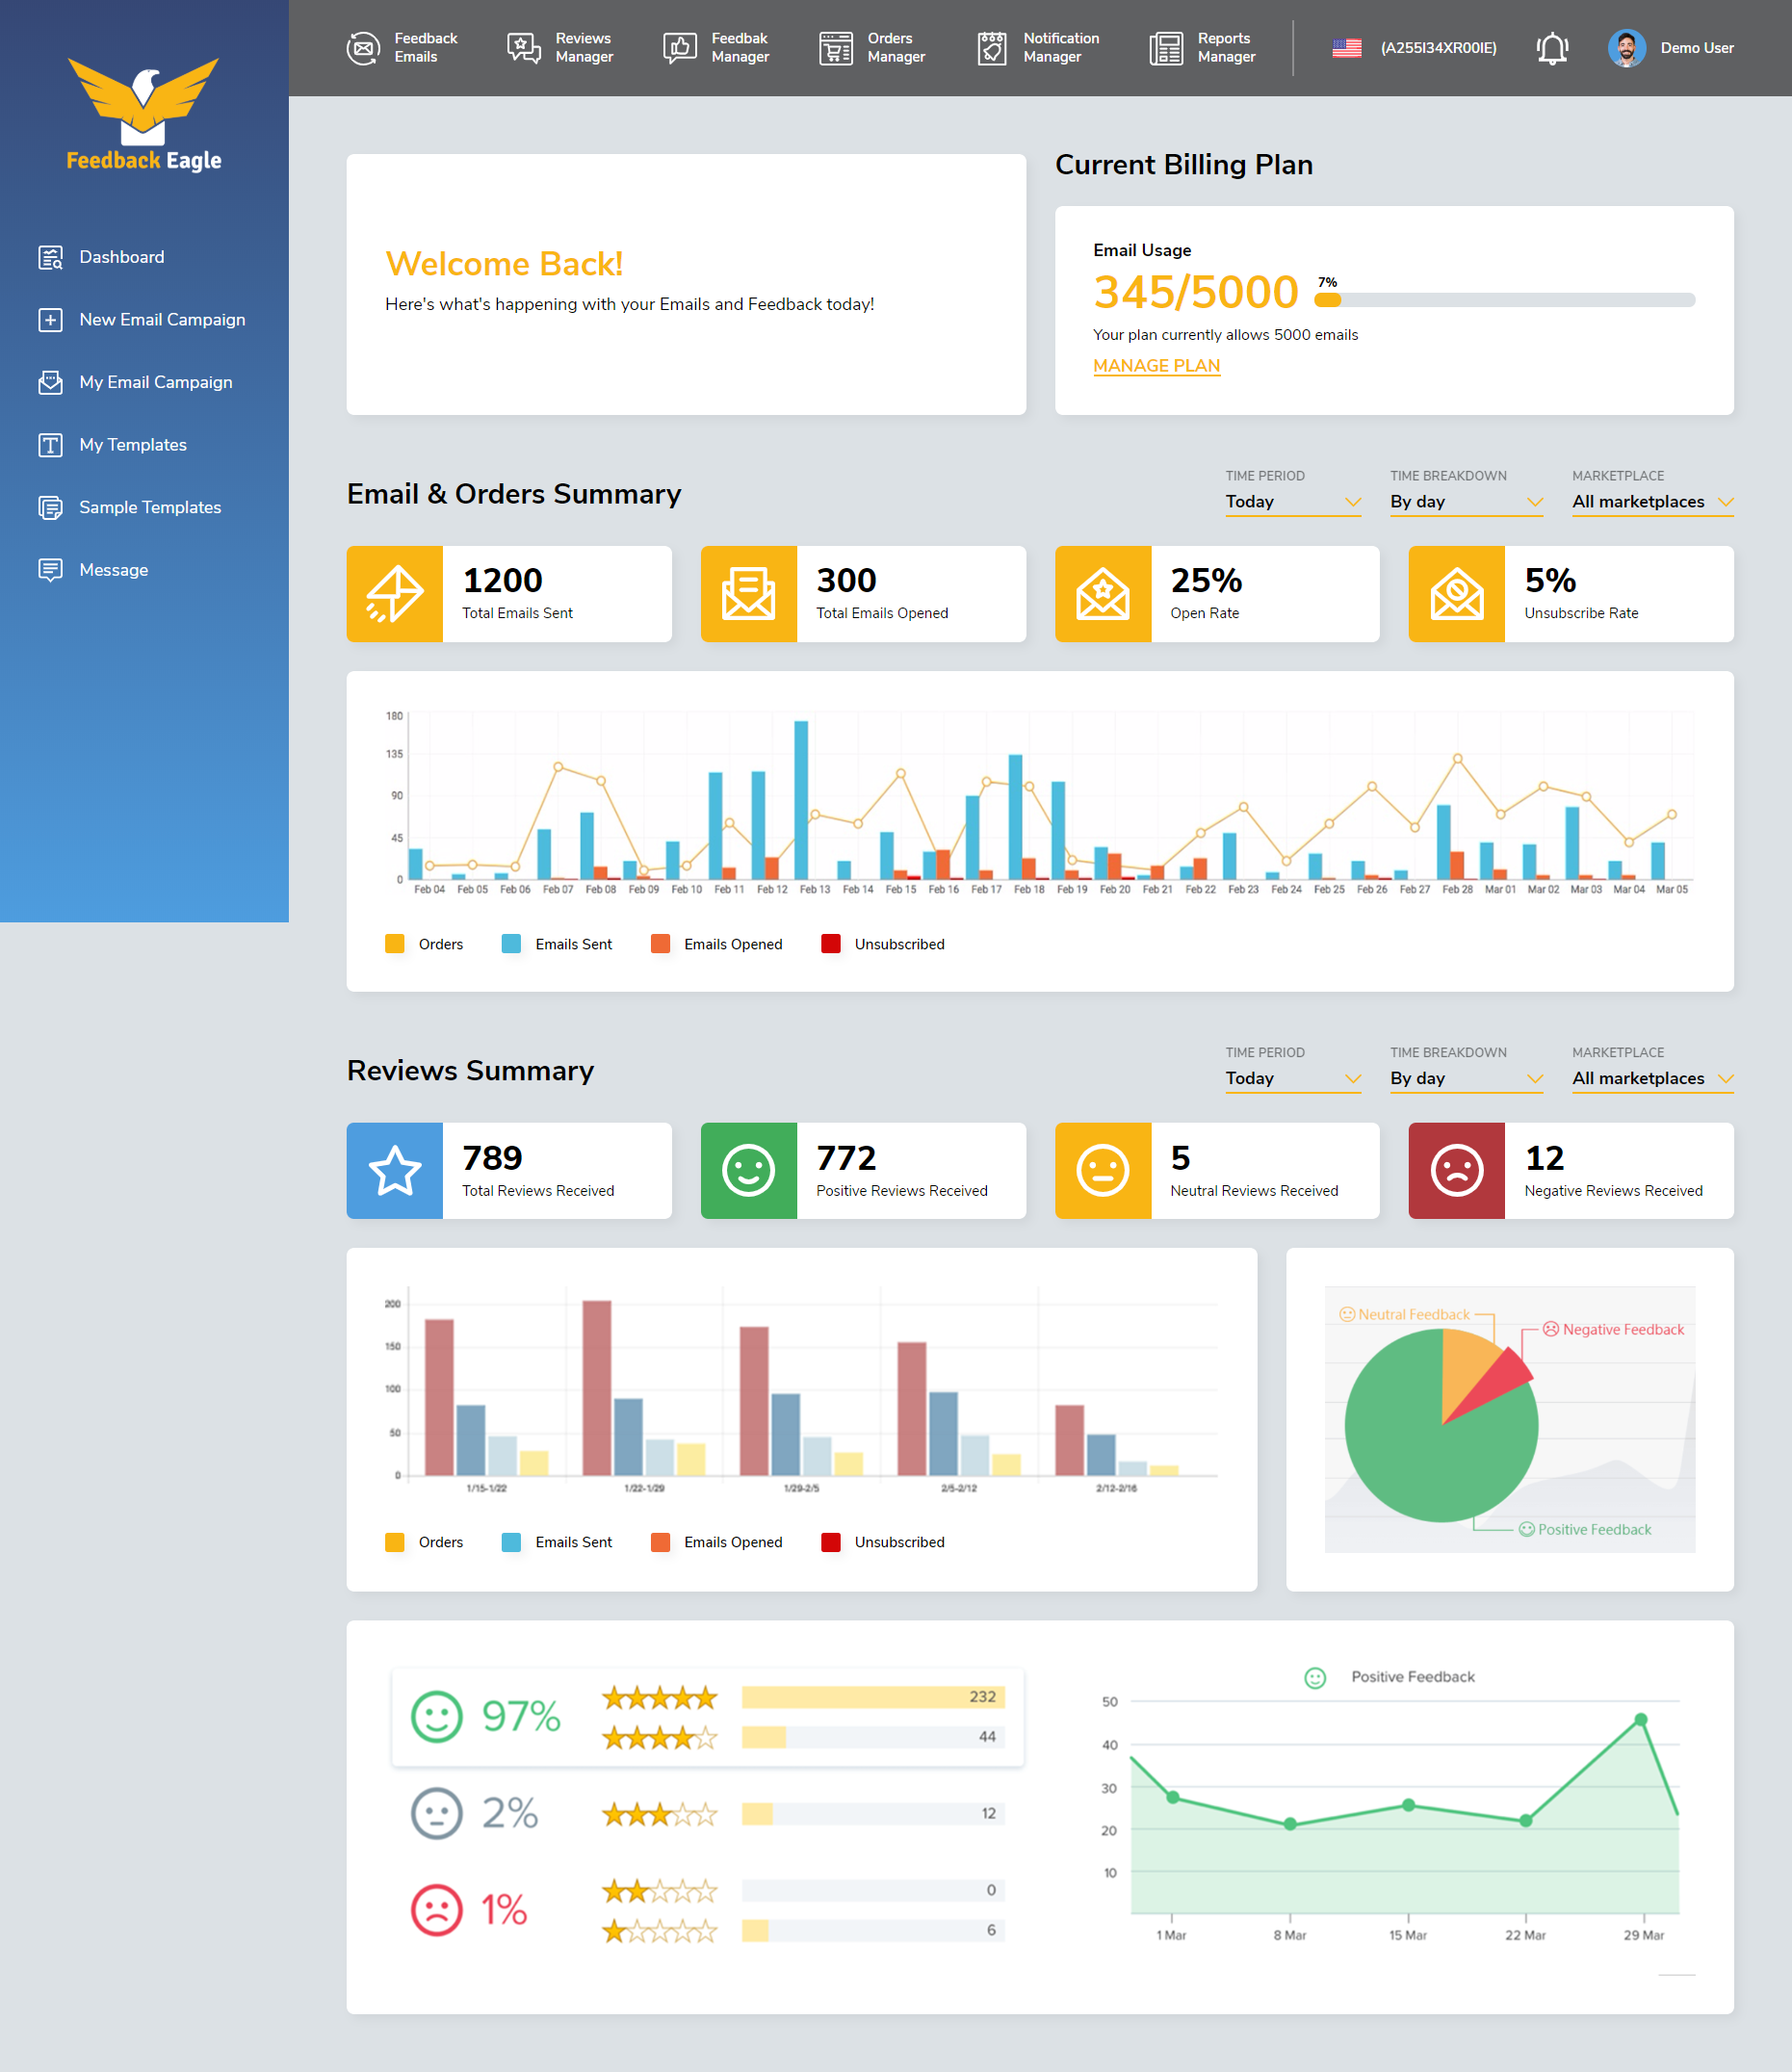 Feedback Eagle
Dashboard
New Email Campaign
My Email Campaign
My Templates
Sample Templates
Message
Feedback
Emails
Reviews
Manager
Feedbak
Manager
Orders
Manager
Notification
Manager
Reports
Manager
(A255I34XR00IE)
Demo User
Welcome Back!
Here's what's happening with your Emails and Feedback today!
Current Billing Plan
Email Usage
345/5000
7%
Your plan currently allows 5000 emails
MANAGE PLAN
Email & Orders Summary
TIME PERIOD
Today
TIME BREAKDOWN
By day
MARKETPLACE
All marketplaces
1200
Total Emails Sent
300
Total Emails Opened
25%
Open Rate
5%
Unsubscribe Rate
180
135
90
45
0
Feb 04 Feb 05 Feb 06 Feb 07 Feb 08 Feb 09 Feb 10 Feb 11 Feb 12 Feb 13 Feb 14 Feb 15 Feb 16 Feb 17 Feb 18 Feb 19 Feb 20 Feb 21 Feb 22 Feb 23 Feb 24 Feb 25 Feb 26 Feb 27 Feb 28 Mar 01 Mar 02 Mar 03 Mar 04 Mar 05
Orders Emails Sent Emails Opened Unsubscribed
Reviews Summary
TIME PERIOD
Today
TIME BREAKDOWN
By day
MARKETPLACE
All marketplaces
789
Total Reviews Received
772
Positive Reviews Received
5
Neutral Reviews Received
12
Negative Reviews Received
200
150
100
50
0
1/15-1/22 1/22-1/29 1/29-2/5 2/5-2/12 2/12-2/16
Orders Emails Sent Emails Opened Unsubscribed
Neutral Feedback
Negative Feedback
Positive Feedback
97%
232
44
2%
12
1%
0
6
Positive Feedback
50
40
30
20
10
1 Mar 8 Mar 15 Mar 22 Mar 29 Mar